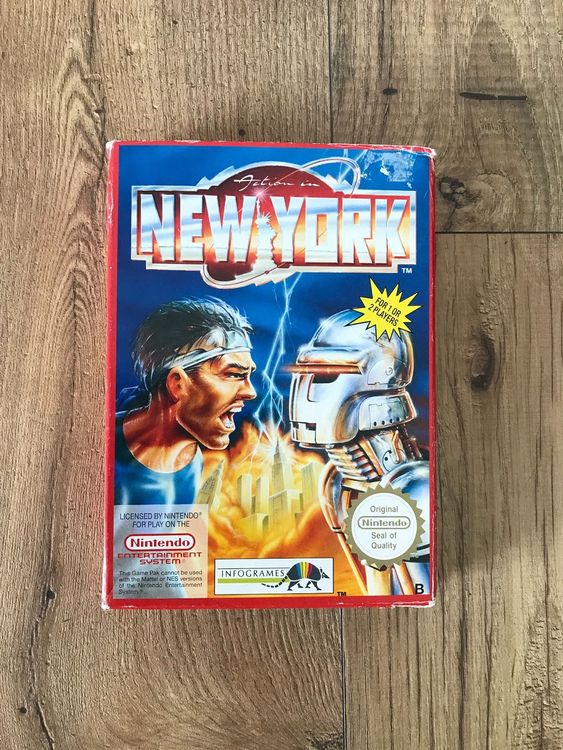 Action in
NEW YORK
TM
FOR 1 OR
2 PLAYERS
LICENSED BY NINTENDO®
FOR PLAY ON THE
Nintendo®
ENTERTAINMENT
SYSTEM®
This Game Pak cannot be used
with the Mattel or NES versions
of the Nintendo Entertainment
System.®
INFOGRAMES
TM
Original
Nintendo
Seal of
Quality
B